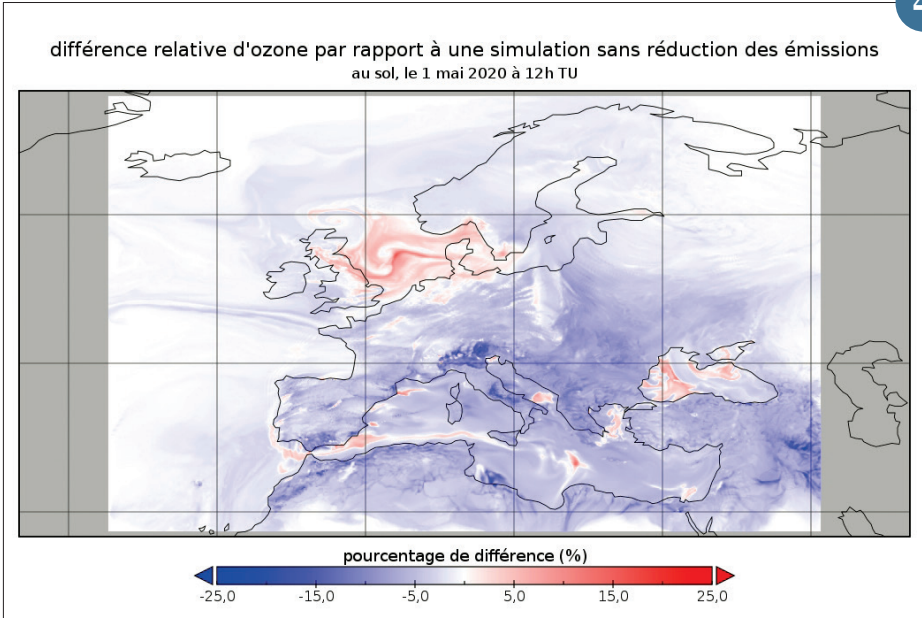 différence relative d'ozone par rapport à une simulation sans réduction des émissions
au sol, le 1 mai 2020 à 12h TU
pourcentage de différence (%)
-25,0 -15,0 -5,0 5,0 15,0 25,0